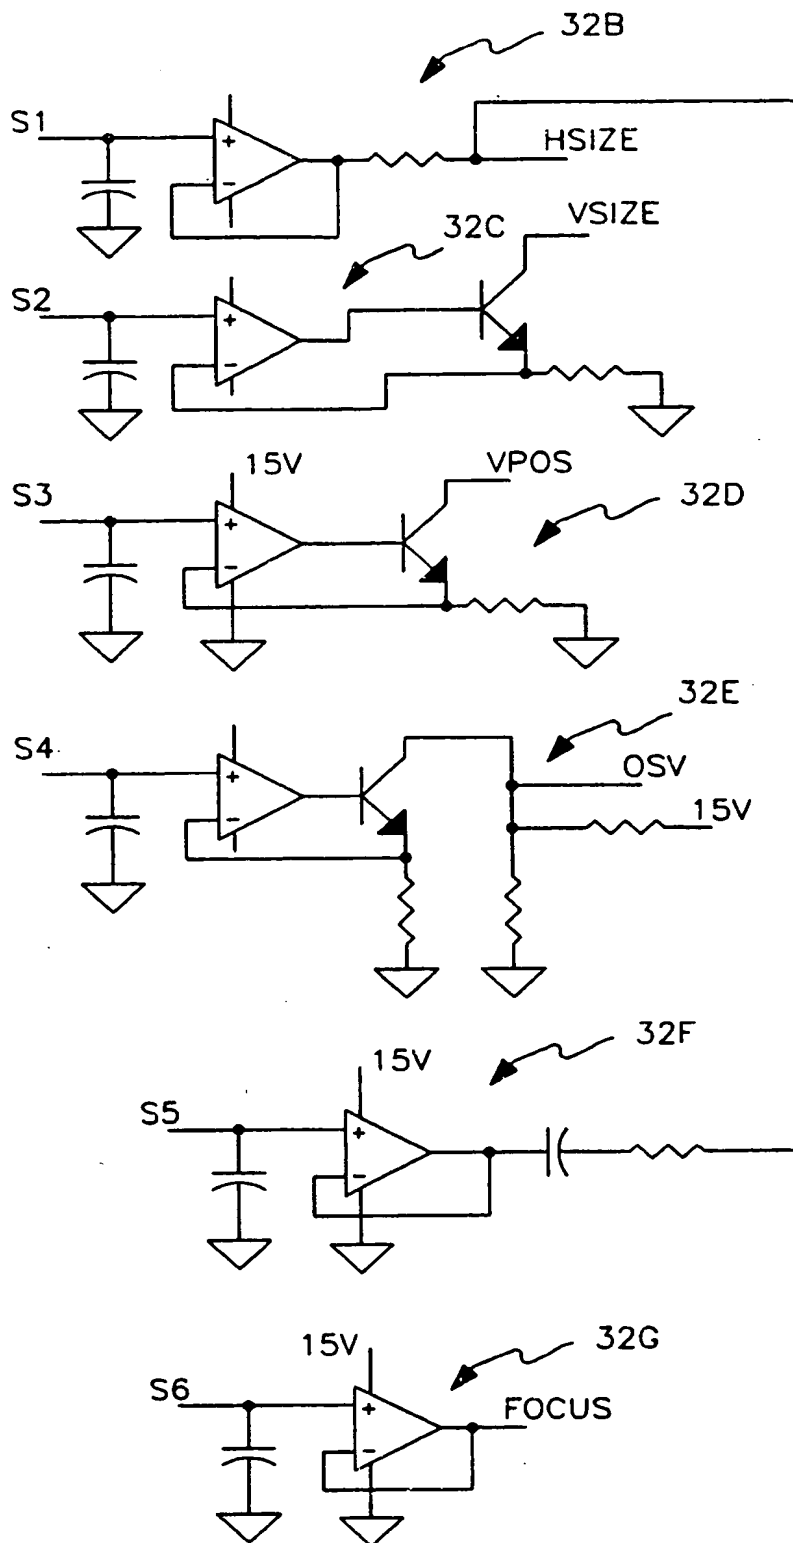 32B
S1
+
HSIZE
-
VSIZE
32C
S2
+
-
15V
VPOS
S3
32D
+
-
32E
S4
+
OSV
15V
-
32F
15V
S5
+
-
32G
15V
S6
+
FOCUS
-